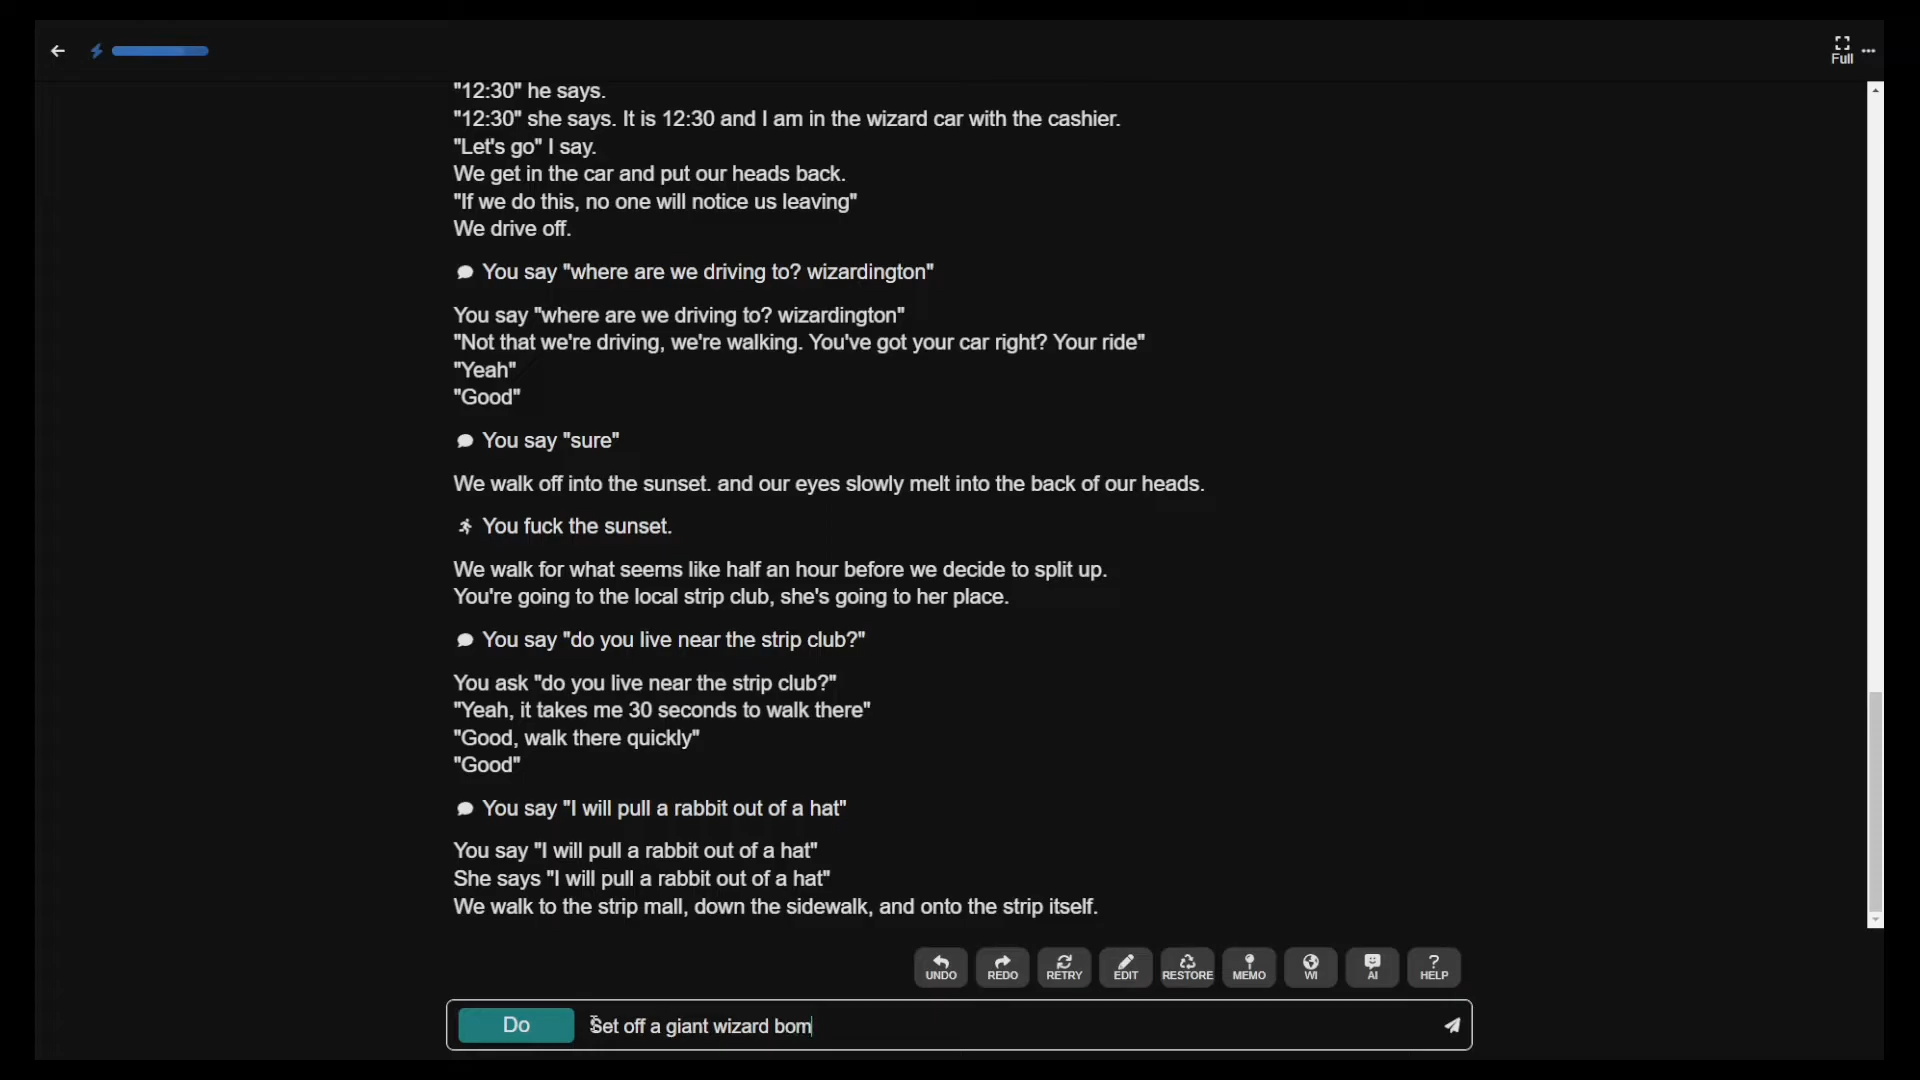 Full
"12:30" he says.
"12:30" she says. It is 12:30 and I am in the wizard car with the cashier.
"Let's go" I say.
We get in the car and put our heads back.
"If we do this, no one will notice us leaving"
We drive off.
You say "where are we driving to? wizardington"
You say "where are we driving to? wizardington"
"Not that we're driving, we're walking. You've got your car right? Your ride"
"Yeah"
"Good"
You say "sure"
We walk off into the sunset. and our eyes slowly melt into the back of our heads.
You fuck the sunset.
We walk for what seems like half an hour before we decide to split up.
You're going to the local strip club, she's going to her place.
You say "do you live near the strip club?"
You ask "do you live near the strip club?"
"Yeah, it takes me 30 seconds to walk there"
"Good, walk there quickly"
"Good"
You say "I will pull a rabbit out of a hat"
You say "I will pull a rabbit out of a hat"
She says "I will pull a rabbit out of a hat"
We walk to the strip mall, down the sidewalk, and onto the strip itself.
UNDO REDO RETRY EDIT RESTORE MEMO WI AI HELP
Do Set off a giant wizard bom